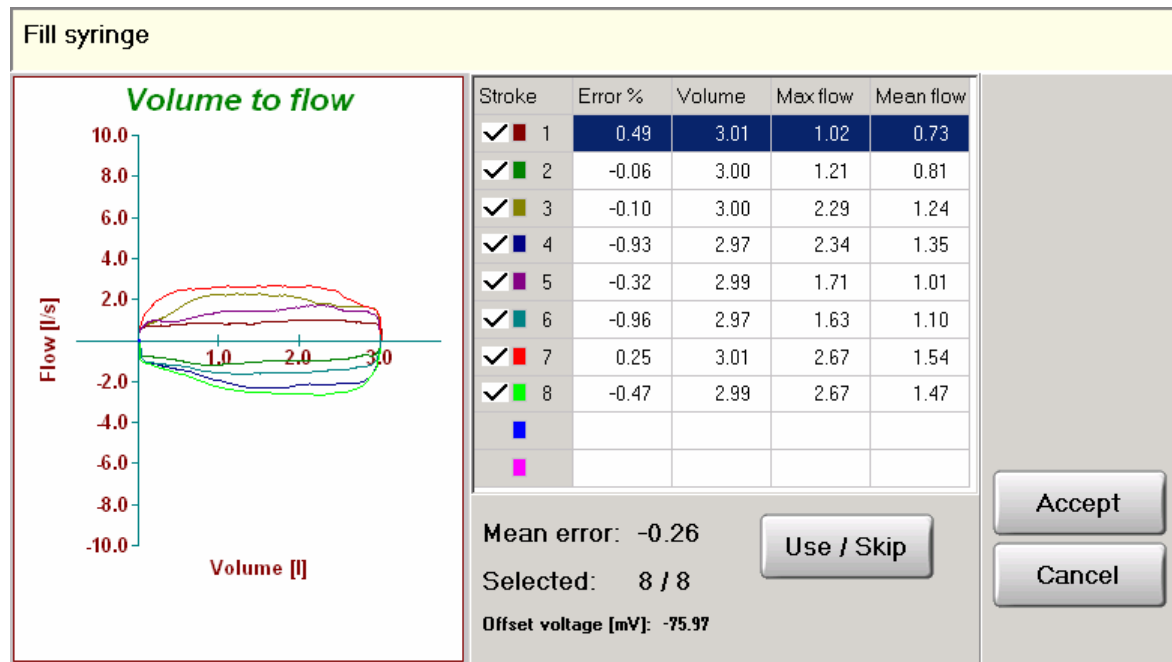 Fill syringe
Volume to flow
10.0
8.0
6.0
4.0
2.0
-2.0
-4.0
-6.0
-8.0
-10.0
1.0 2.0 3.0
Flow [l/s]
Volume [l]
Stroke Error % Volume Max flow Mean flow
1 0.49 3.01 1.02 0.73
2 -0.06 3.00 1.21 0.81
3 -0.10 3.00 2.29 1.24
4 -0.93 2.97 2.34 1.35
5 -0.32 2.99 1.71 1.01
6 -0.96 2.97 1.63 1.10
7 0.25 3.01 2.67 1.54
8 -0.47 2.99 2.67 1.47
Mean error: -0.26
Selected: 8 / 8
Offset voltage [mV]: -75.97
Use / Skip
Accept
Cancel